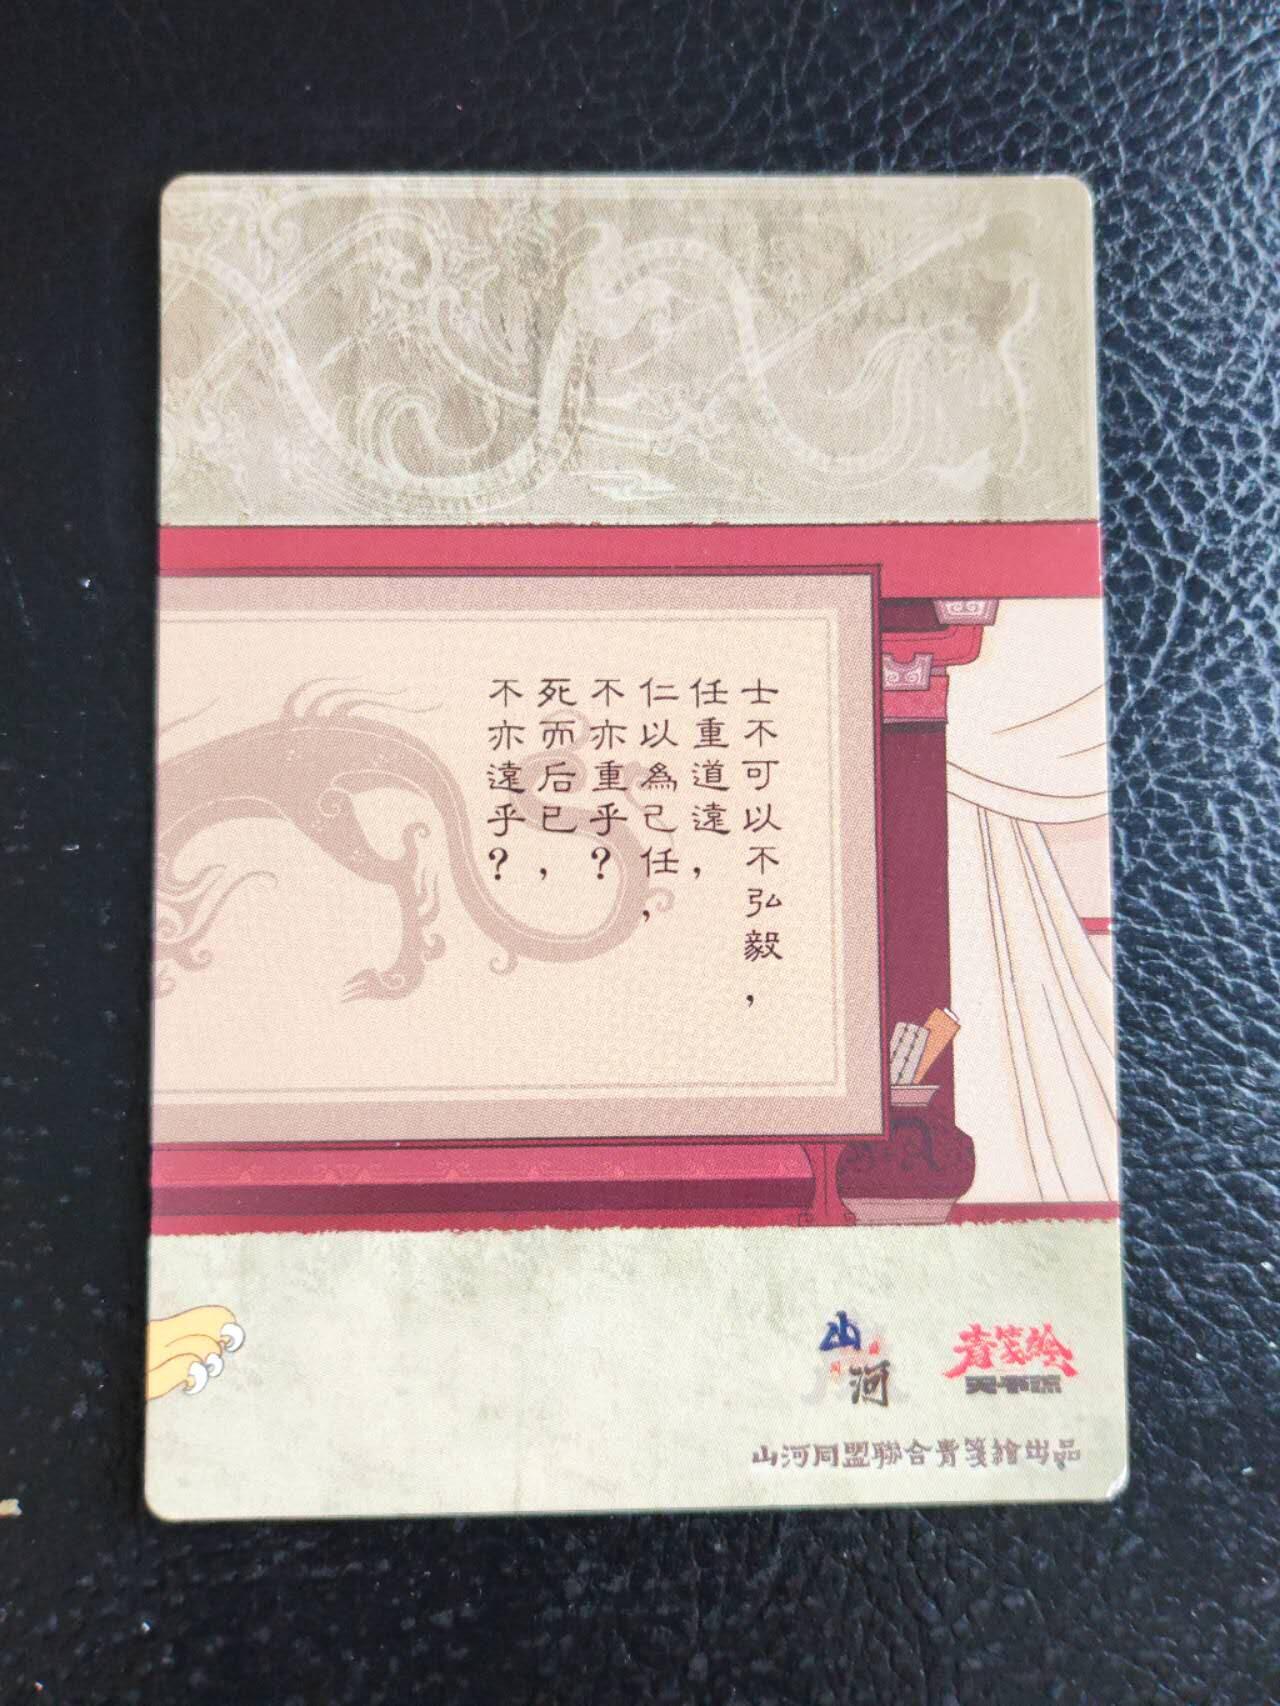 士不可以不弘毅，
任重道遠，
仁以為己任，
不亦重乎？
死而后已，
不亦遠乎？
山河
青笺绘
山河同盟聯合青箋繪出品